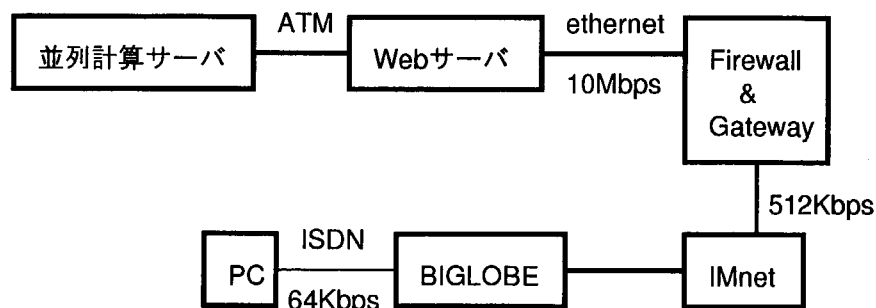 ATM
ethernet
並列計算サーバ
Webサーバ
10Mbps
Firewall
&
Gateway
512Kbps
ISDN
PC
BIGLOBE
IMnet
64Kbps